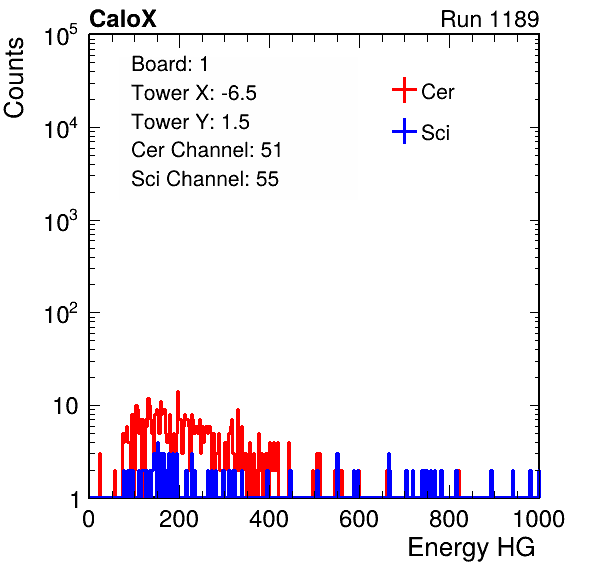 CaloX Run 1189
Counts
10^5
10^4
10^3
10^2
10
1
Board: 1
Tower X: -6.5
Tower Y: 1.5
Cer Channel: 51
Sci Channel: 55
Cer
Sci
0 200 400 600 800 1000
Energy HG